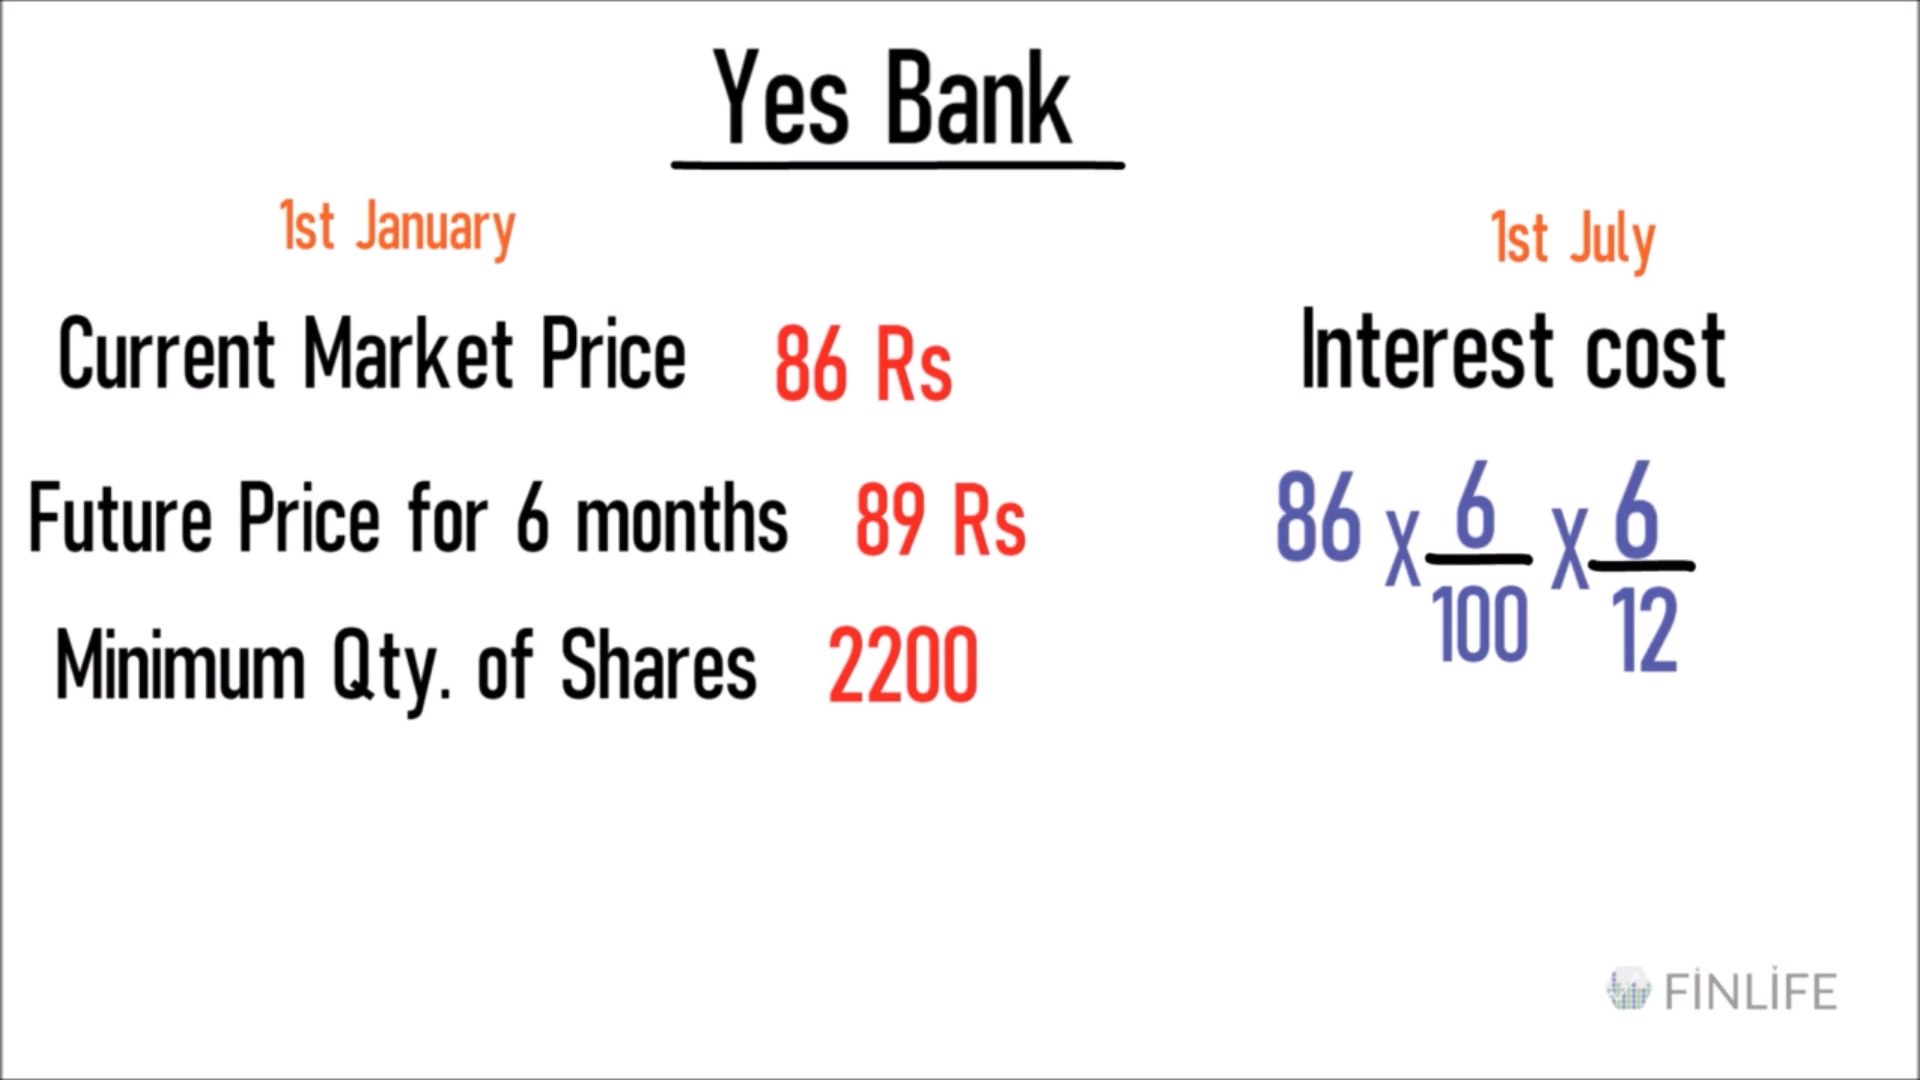 Yes Bank
1st January
Current Market Price 86 Rs
Future Price for 6 months 89 Rs
Minimum Qty. of Shares 2200
1st July
Interest cost
86 x 6/100 x 6/12
FINLIFE